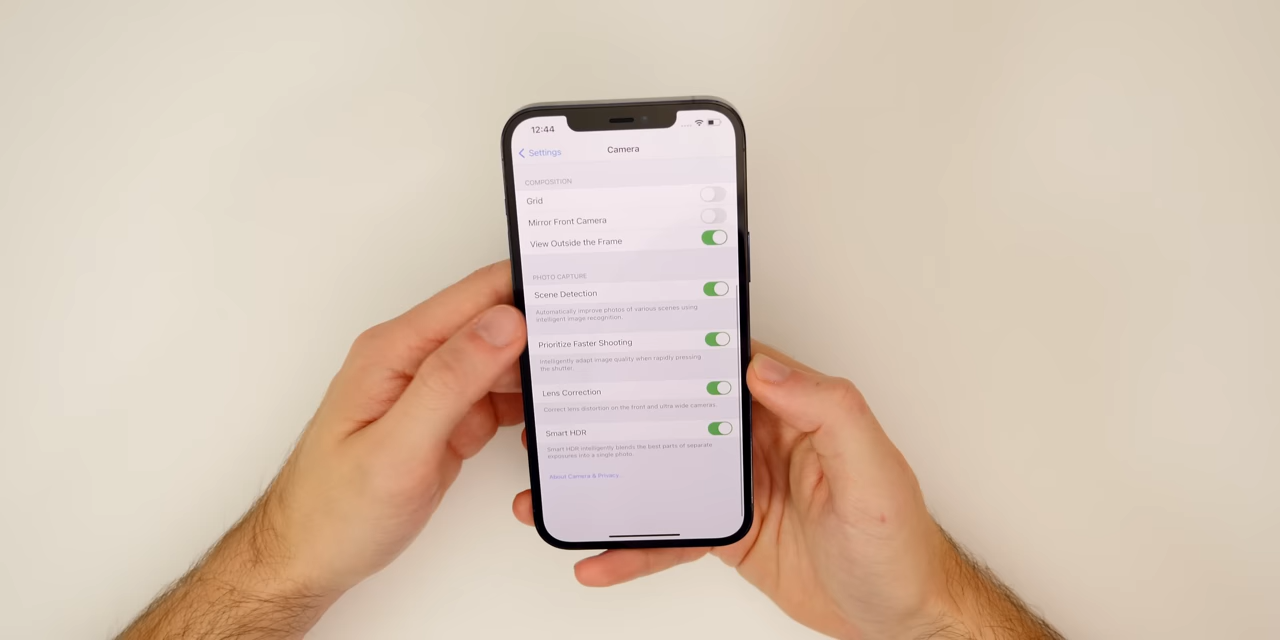 12:44
Settings
Camera
COMPOSITION
Grid
Mirror Front Camera
View Outside the Frame
PHOTO CAPTURE
Scene Detection
Automatically improve photos of various scenes using
intelligent image recognition.
Prioritize Faster Shooting
Intelligently adapt image quality when rapidly pressing
the shutter.
Lens Correction
Correct lens distortion on the front and ultra wide cameras.
Smart HDR
Smart HDR intelligently blends the best parts of separate
exposures into a single photo.
About Camera & Privacy